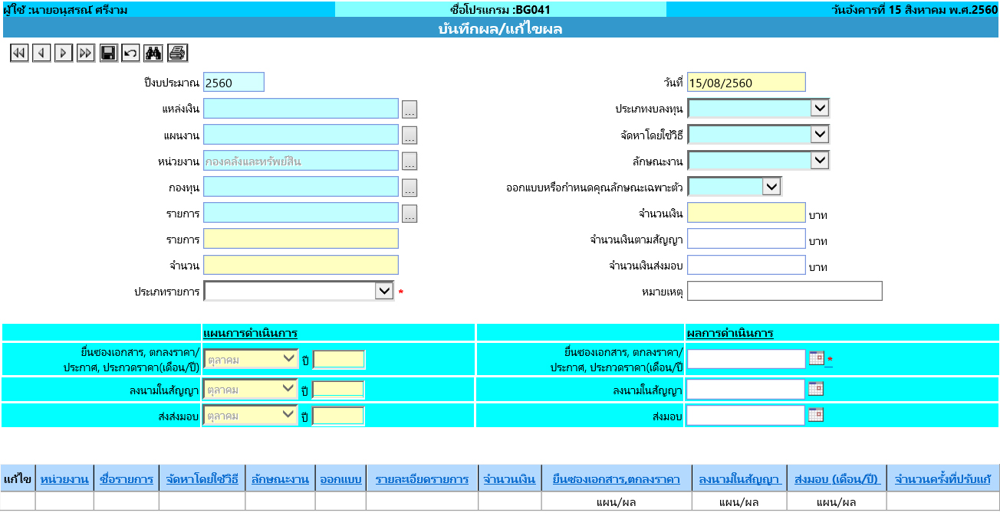 ผู้ใช้ :นายอนุสรณ์ ศรีงาม ชื่อโปรแกรม :BG041 วันอังคารที่ 15 สิงหาคม พ.ศ.2560
บันทึกผล/แก้ไขผล
ปีงบประมาณ 2560 วันที่ 15/08/2560
แหล่งเงิน ... ประเภทงบลงทุน
แผนงาน ... จัดหาโดยใช้วิธี
หน่วยงาน กองคลังและทรัพย์สิน ... ลักษณะงาน
กองทุน ... ออกแบบหรือกำหนดคุณลักษณะเฉพาะตัว
รายการ ... จำนวนเงิน บาท
รายการ จำนวนเงินตามสัญญา บาท
จำนวน จำนวนเงินส่งมอบ บาท
ประเภทรายการ * หมายเหตุ
แผนการดำเนินการ ผลการดำเนินการ
ยื่นซองเอกสาร, ตกลงราคา/ ยื่นซองเอกสาร, ตกลงราคา/
ประกาศ, ประกวดราคา(เดือน/ปี) ตุลาคม ปี ประกาศ, ประกวดราคา(เดือน/ปี *
ลงนามในสัญญา ตุลาคม ปี ลงนามในสัญญา
ส่งส่งมอบ ตุลาคม ปี ส่งมอบ
แก้ไข หน่วยงาน ชื่อรายการ จัดหาโดยใช้วิธี ลักษณะงาน ออกแบบ รายละเอียดรายการ จำนวนเงิน ยื่นซองเอกสาร,ตกลงราคา ลงนามในสัญญา ส่งมอบ (เดือน/ปี) จำนวนครั้งที่ปรับแก้
แผน/ผล แผน/ผล แผน/ผล